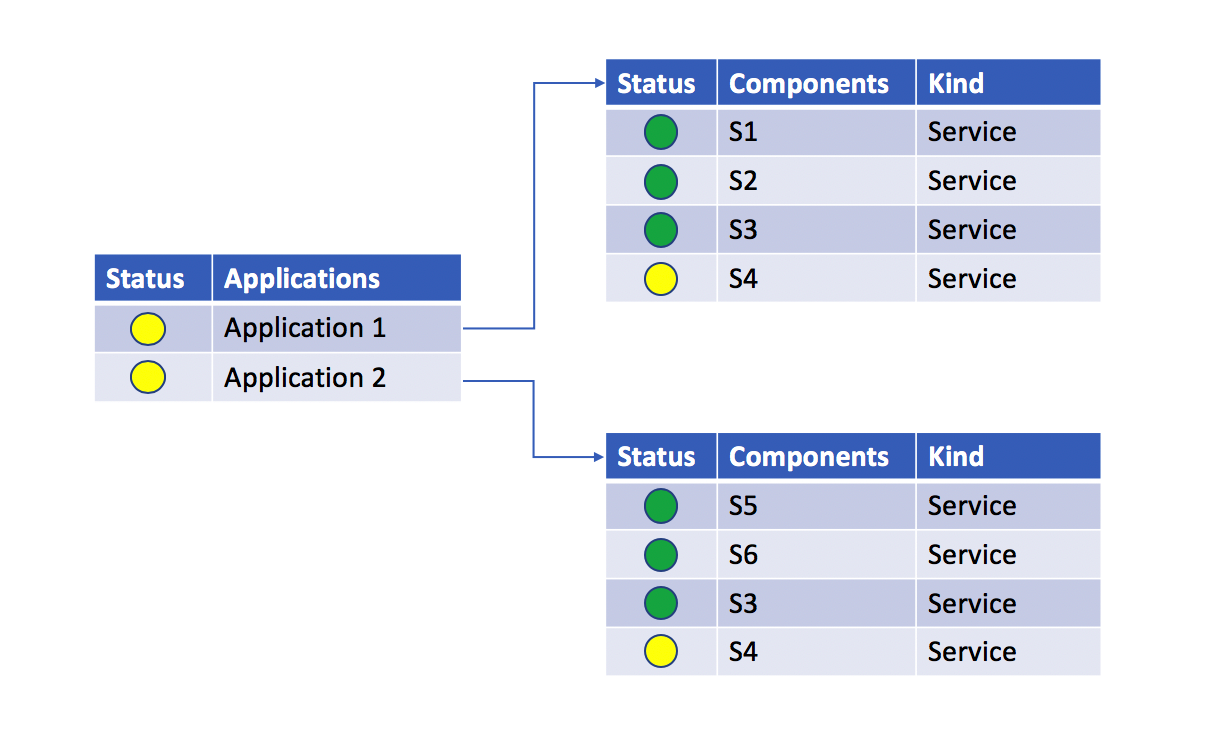 Status Applications
Application 1
Application 2
Status Components Kind
S1 Service
S2 Service
S3 Service
S4 Service
Status Components Kind
S5 Service
S6 Service
S3 Service
S4 Service